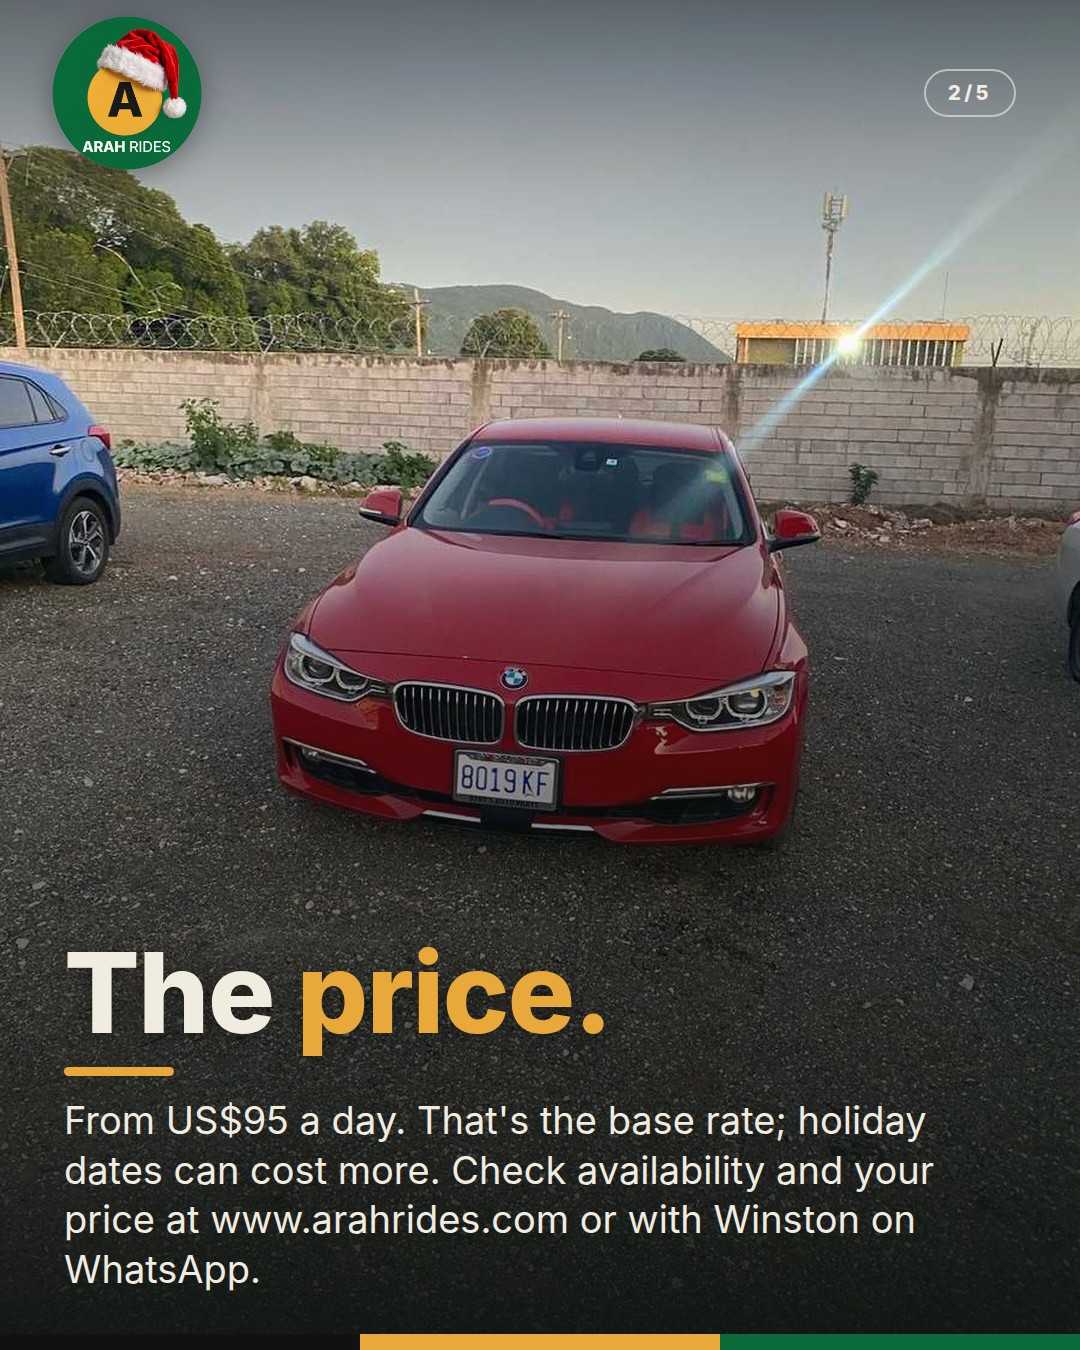 A
ARAH RIDES
2/5
8019 KF
The price.
From US$95 a day. That's the base rate; holiday
dates can cost more. Check availability and your
price at www.arahrides.com or with Winston on
WhatsApp.